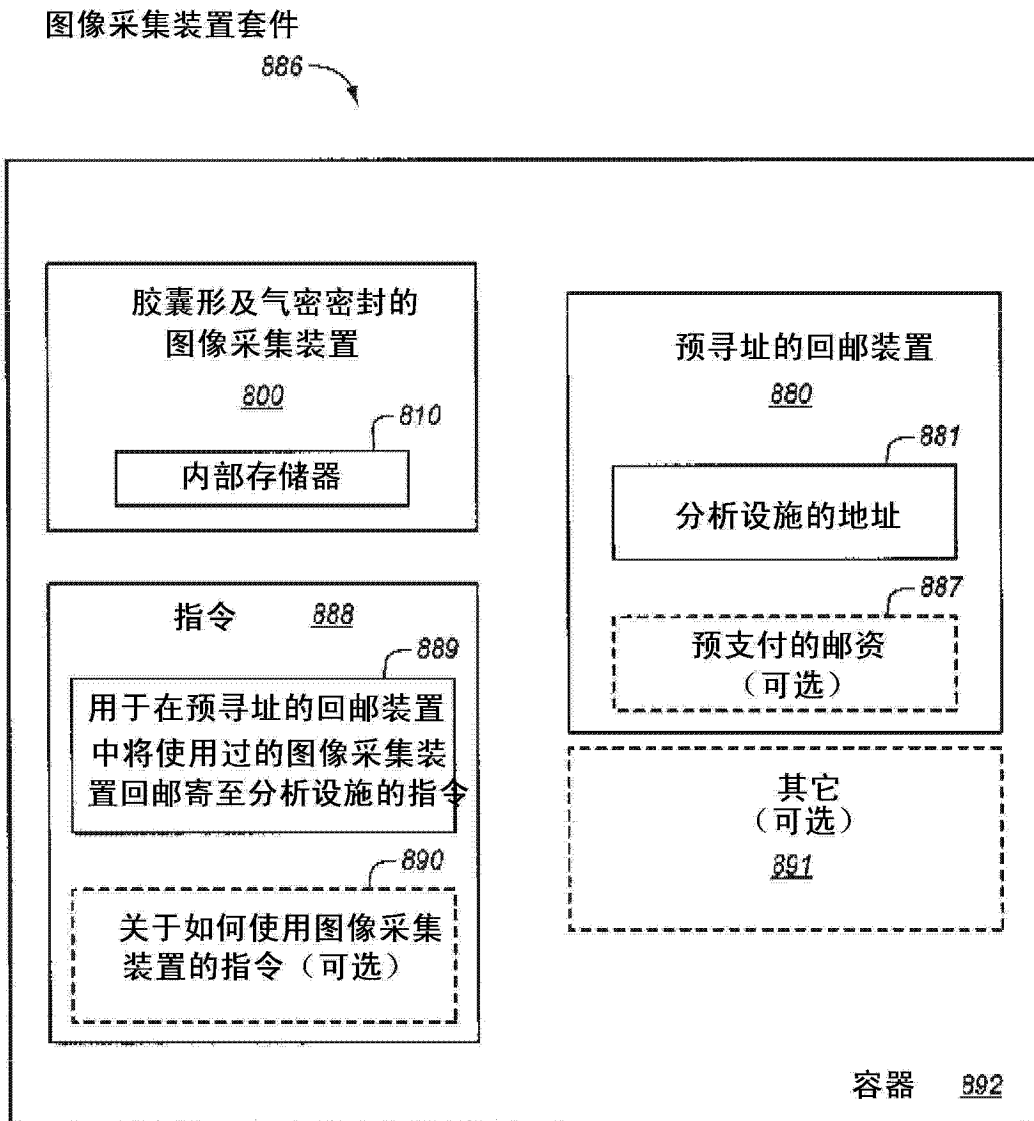 图像采集装置套件
886
胶囊形及气密密封的
图像采集装置
800
810
内部存储器
预寻址的回邮装置
880
881
分析设施的地址
887
预支付的邮资
（可选）
指令 888
889
用于在预寻址的回邮装置
中将使用过的图像采集装
置回邮寄至分析设施的指令
890
关于如何使用图像采集
装置的指令（可选）
其它
（可选）
891
容器 892